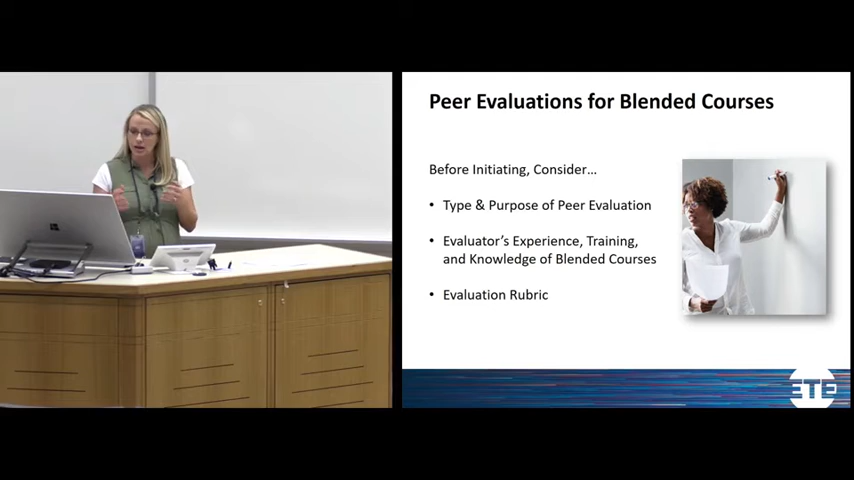 Peer Evaluations for Blended Courses
Before Initiating, Consider...
• Type & Purpose of Peer Evaluation
• Evaluator's Experience, Training,
and Knowledge of Blended Courses
• Evaluation Rubric
ETE